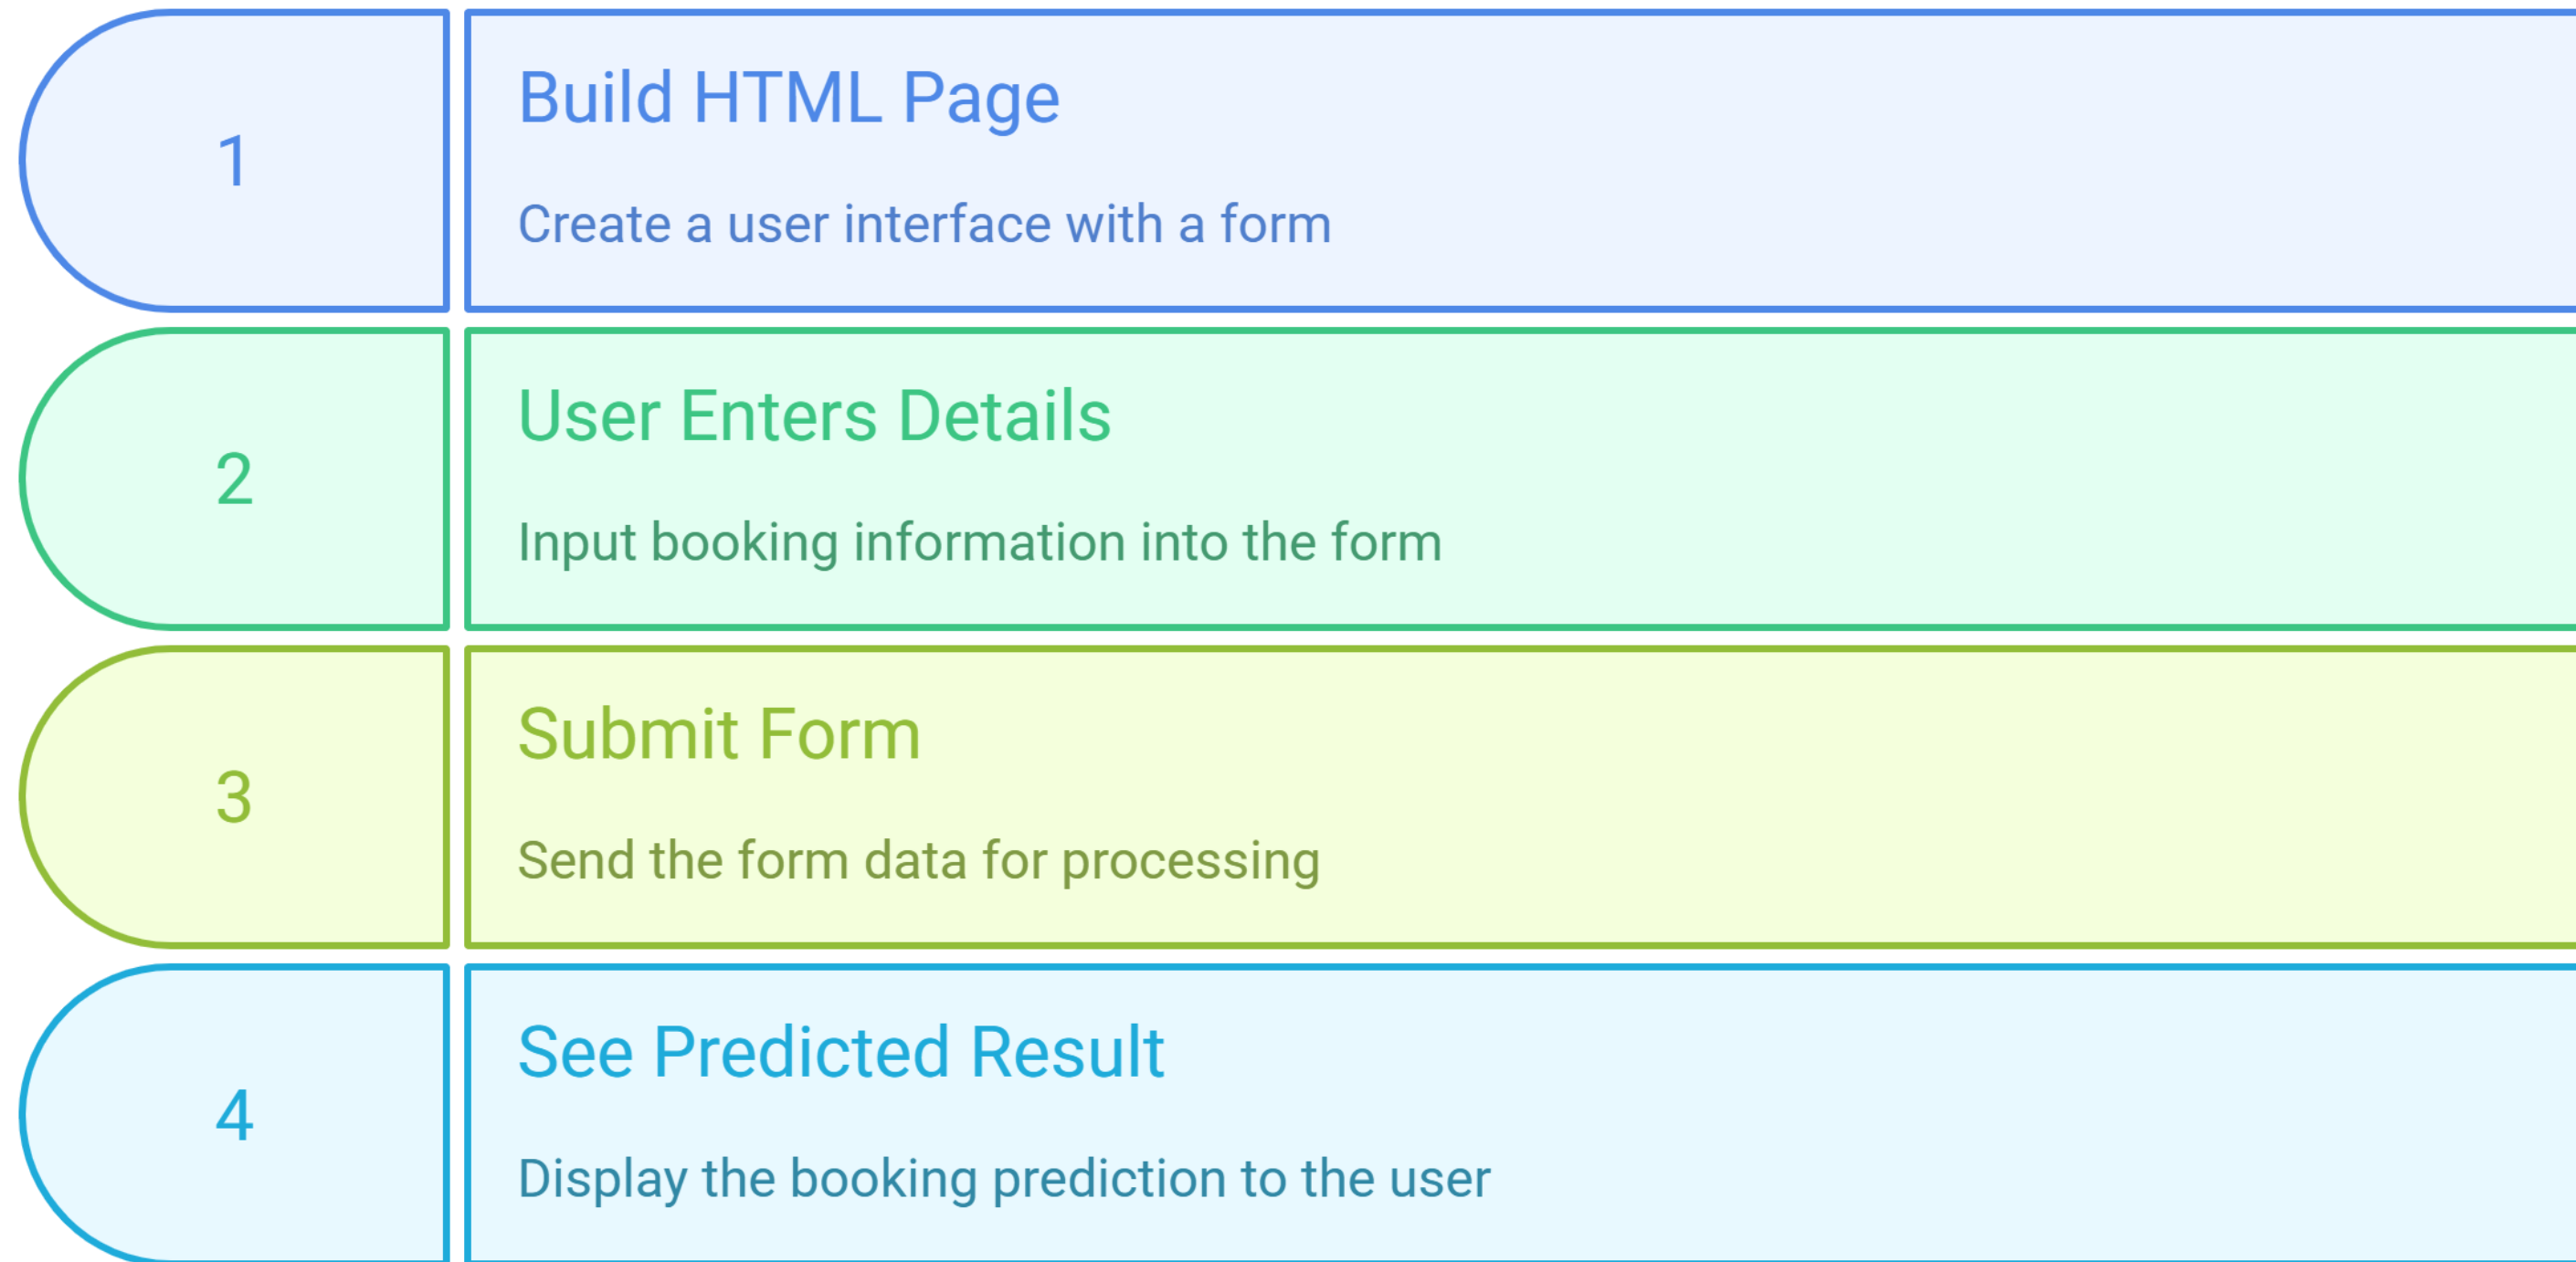 1
Build HTML Page
Create a user interface with a form
2
User Enters Details
Input booking information into the form
3
Submit Form
Send the form data for processing
4
See Predicted Result
Display the booking prediction to the user